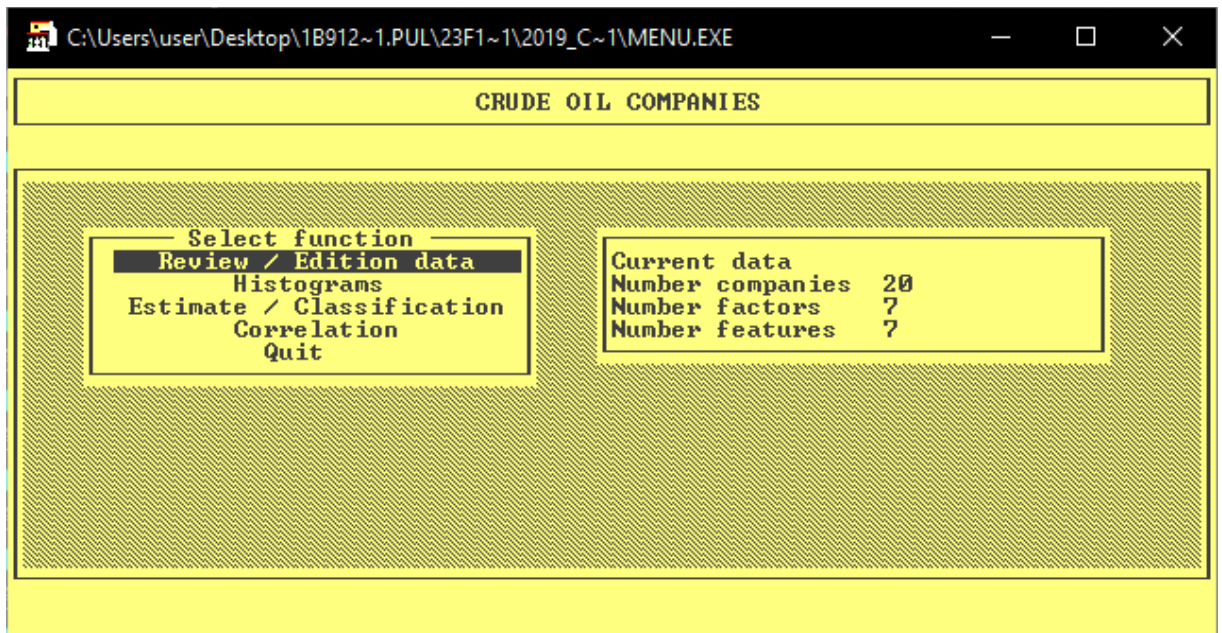 C:\Users\user\Desktop\1B912~1.PUL\23F1~1\2019_C~1\MENU.EXE
CRUDE OIL COMPANIES
Select function
Review / Edition data
Histograms
Estimate / Classification
Correlation
Quit
Current data
Number companies 20
Number factors 7
Number features 7